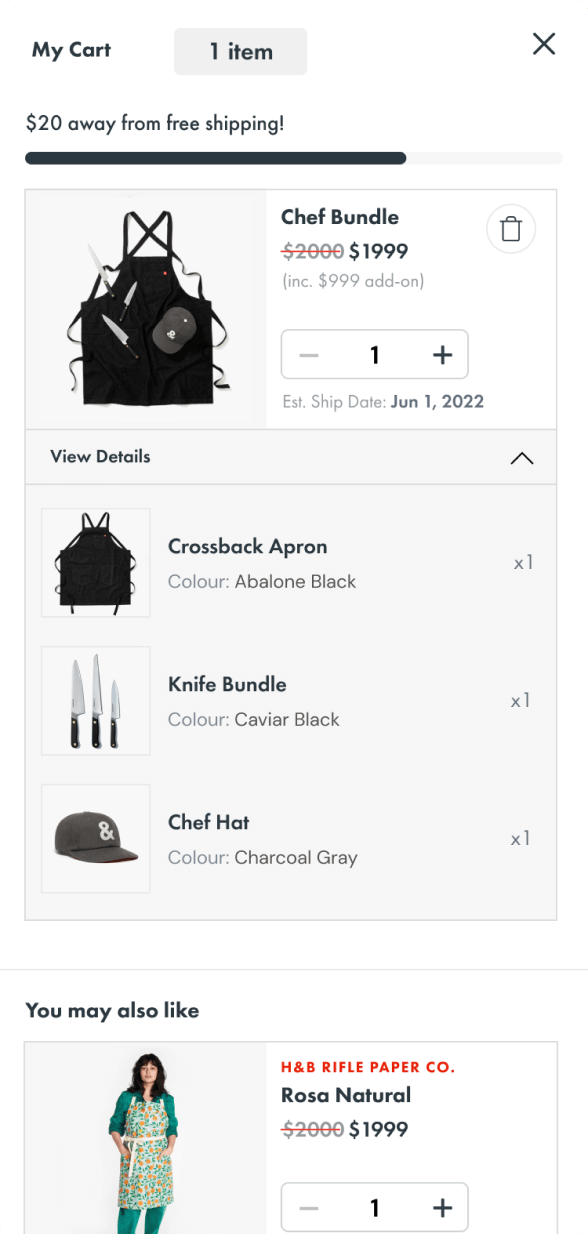 My Cart
1 item
$20 away from free shipping!
Chef Bundle
$2000 $1999
(inc. $999 add-on)
1
Est. Ship Date: Jun 1, 2022
View Details
Crossback Apron
Colour: Abalone Black
x1
Knife Bundle
Colour: Caviar Black
x1
&
Chef Hat
Colour: Charcoal Gray
x1
You may also like
H&B RIFLE PAPER CO.
Rosa Natural
$2000 $1999
1